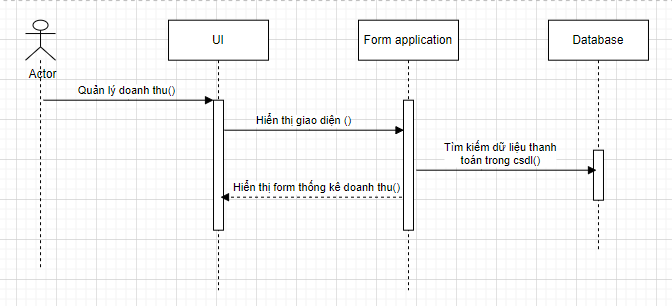 UI
Form application
Database
Actor
Quản lý doanh thu()
Hiển thị giao diện ()
Tìm kiếm dữ liệu thanh
toán trong csdl()
Hiển thị form thống kê doanh thu()